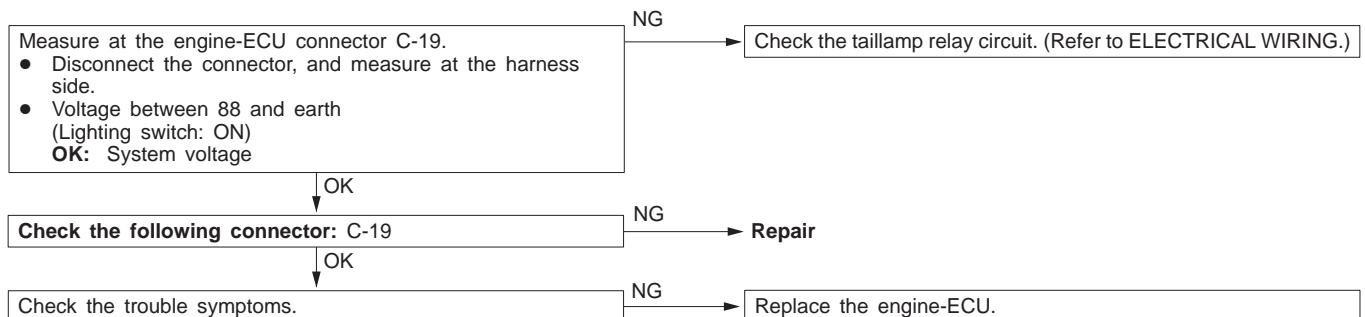 NG
Measure at the engine-ECU connector C-19.
● Disconnect the connector, and measure at the harness
side.
● Voltage between 88 and earth
(Lighting switch: ON)
OK: System voltage
Check the taillamp relay circuit. (Refer to ELECTRICAL WIRING.)
OK
NG
Check the following connector: C-19
Repair
OK
NG
Check the trouble symptoms.
Replace the engine-ECU.